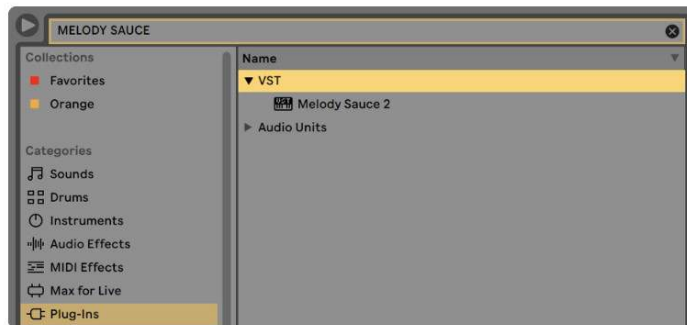 MELODY SAUCE
Collections
Favorites
Orange
Categories
Sounds
Drums
Instruments
Audio Effects
MIDI Effects
Max for Live
Plug-Ins
Name
VST
VST Melody Sauce 2
Audio Units